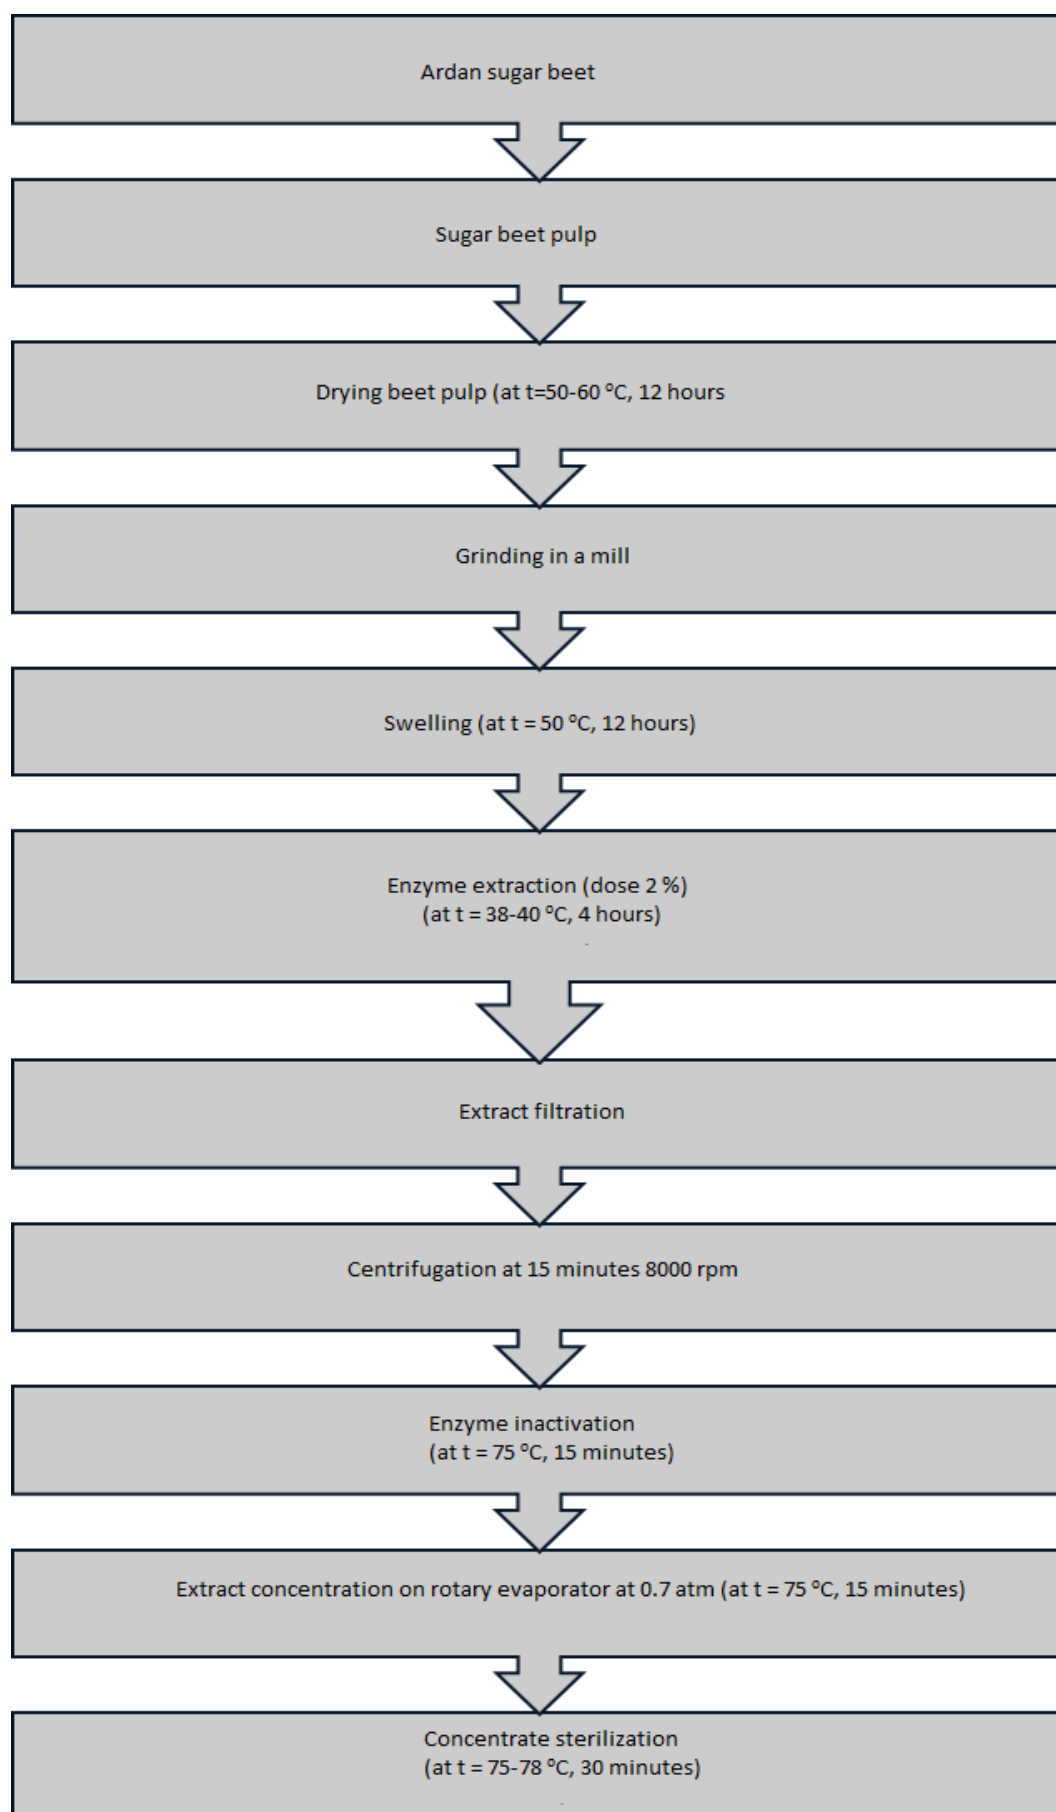 Ardan sugar beet
Sugar beet pulp
Drying beet pulp (at t=50-60 °C, 12 hours
Grinding in a mill
Swelling (at t = 50 °C, 12 hours)
Enzyme extraction (dose 2 %)
(at t = 38-40 °C, 4 hours)
Extract filtration
Centrifugation at 15 minutes 8000 rpm
Enzyme inactivation
(at t = 75 °C, 15 minutes)
Extract concentration on rotary evaporator at 0.7 atm (at t = 75 °C, 15 minutes)
Concentrate sterilization
(at t = 75-78 °C, 30 minutes)